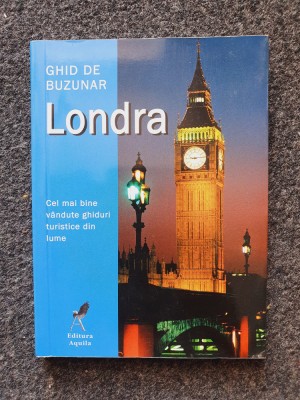 GHID DE
BUZUNAR
Londra
Cel mai bine
vândute ghiduri
turistice din
lume
Editura
Aquila